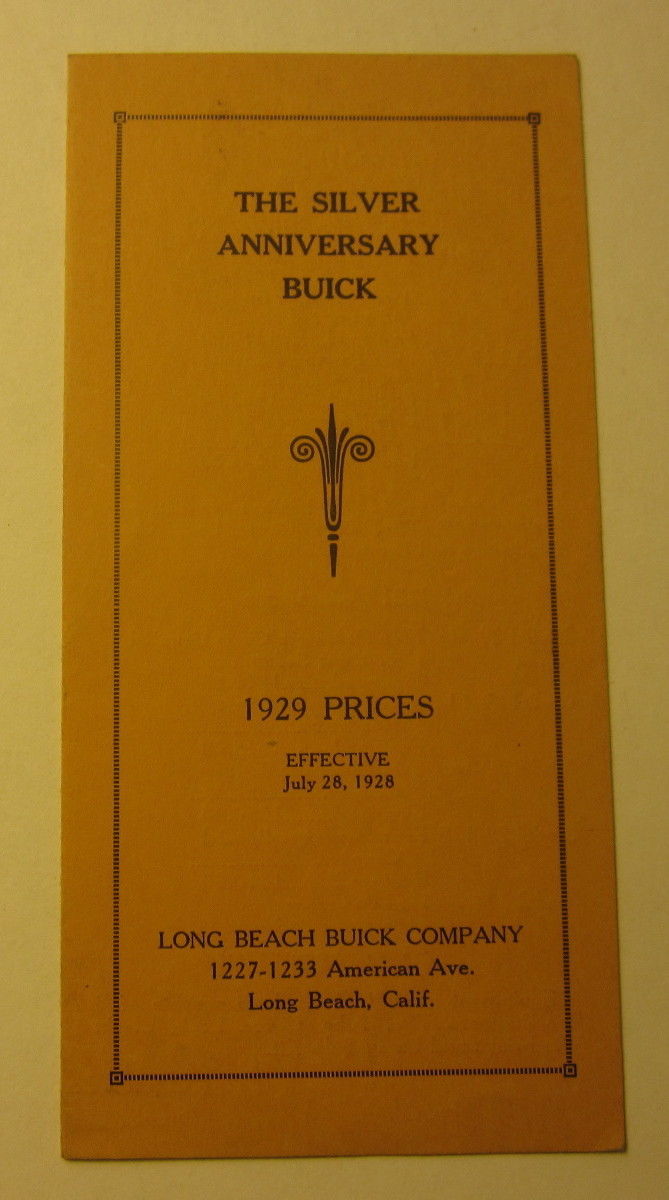 THE SILVER
ANNIVERSARY
BUICK
1929 PRICES
EFFECTIVE
July 28, 1928
LONG BEACH BUICK COMPANY
1227-1233 American Ave.
Long Beach, Calif.